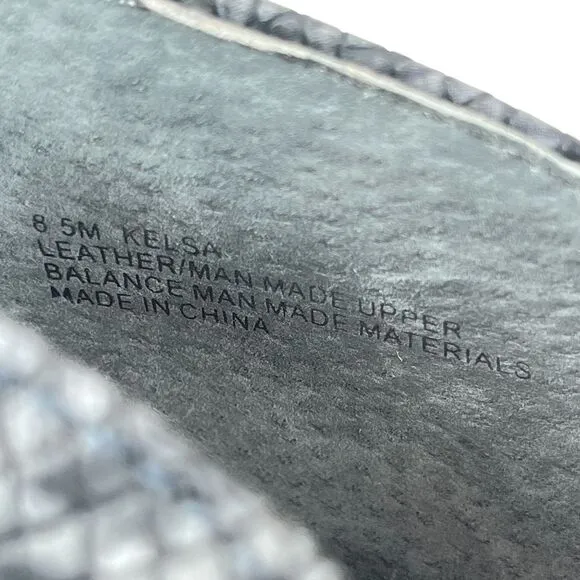 8 5M KELSA
LEATHER/MAN MADE UPPER
BALANCE MAN MADE MATERIALS
MADE IN CHINA